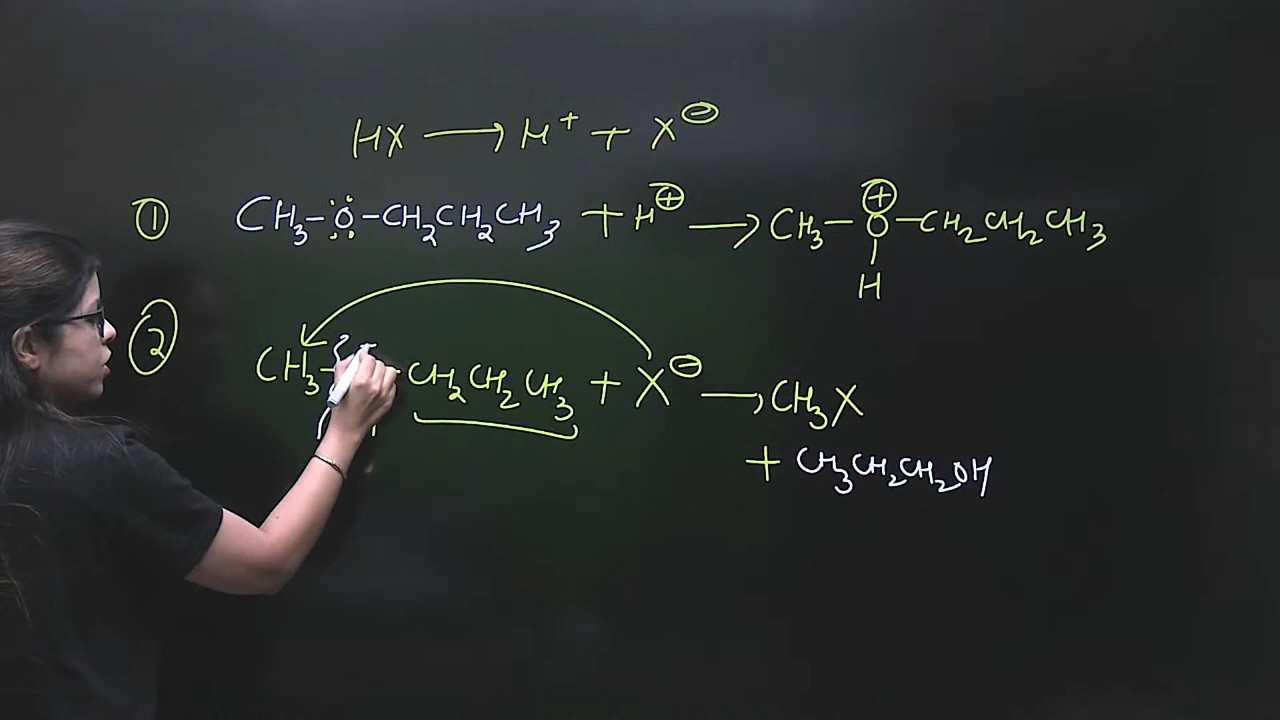 HX ⟶ H⁺ + X⊖
① CH₃–Ö–CH₂CH₂CH₃ + H⊕ ⟶ CH₃–O⊕–CH₂CH₂CH₃
H
② CH₃– –CH₂CH₂CH₃ + X⊖ ⟶ CH₃X
+ CH₃CH₂CH₂OH